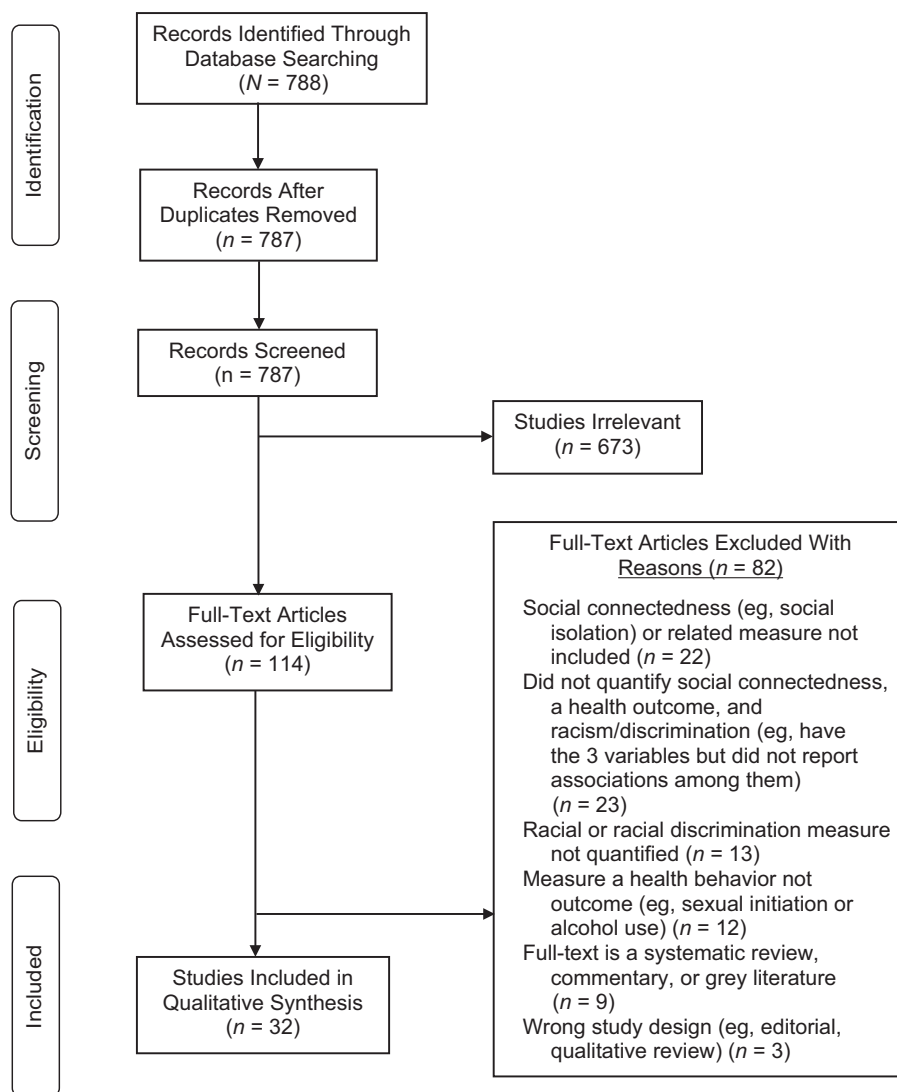 Identification
Records Identified Through
Database Searching
(N = 788)
Records After
Duplicates Removed
(n = 787)
Screening
Records Screened
(n = 787)
Studies Irrelevant
(n = 673)
Eligibility
Full-Text Articles
Assessed for Eligibility
(n = 114)
Full-Text Articles Excluded With
Reasons (n = 82)
Social connectedness (eg, social
isolation) or related measure not
included (n = 22)
Did not quantify social connectedness,
a health outcome, and
racism/discrimination (eg, have
the 3 variables but did not report
associations among them)
(n = 23)
Racial or racial discrimination measure
not quantified (n = 13)
Measure a health behavior not
outcome (eg, sexual initiation or
alcohol use) (n = 12)
Full-text is a systematic review,
commentary, or grey literature
(n = 9)
Wrong study design (eg, editorial,
qualitative review) (n = 3)
Included
Studies Included in
Qualitative Synthesis
(n = 32)